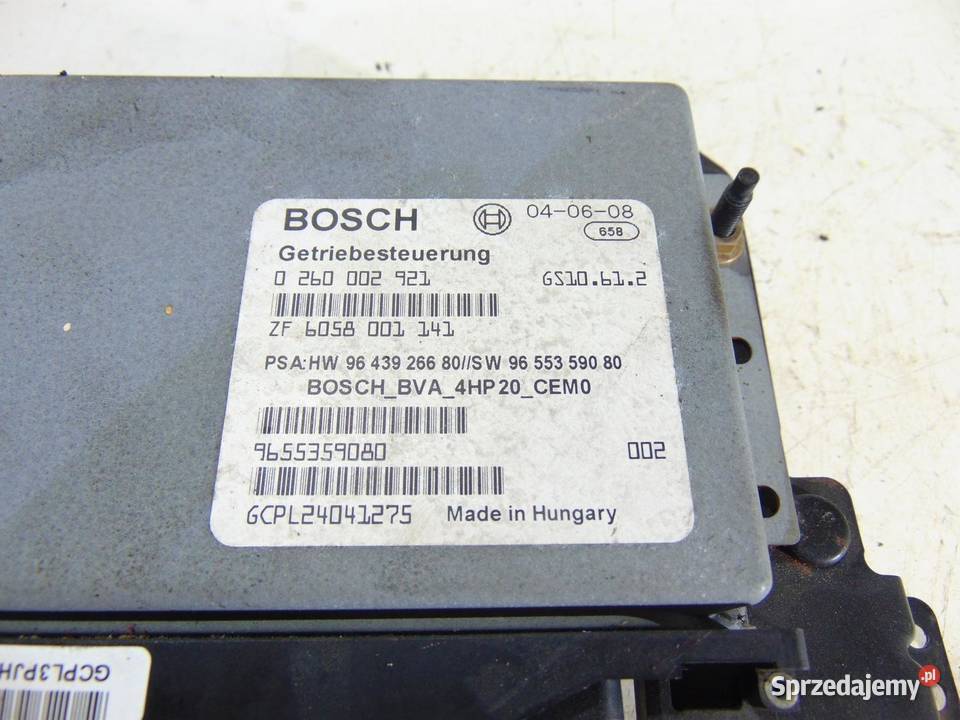 BOSCH 04-06-08
658
Getriebesteuerung
0 260 002 921 GS10.61.2
ZF 6058 001 141
PSA:HW 96 439 266 80//SW 96 553 590 80
BOSCH_BVA_4HP20_CEM0
9655359080 002
GCPL24041275 Made in Hungary
GCPL3PJH
Sprzedajemy.pl